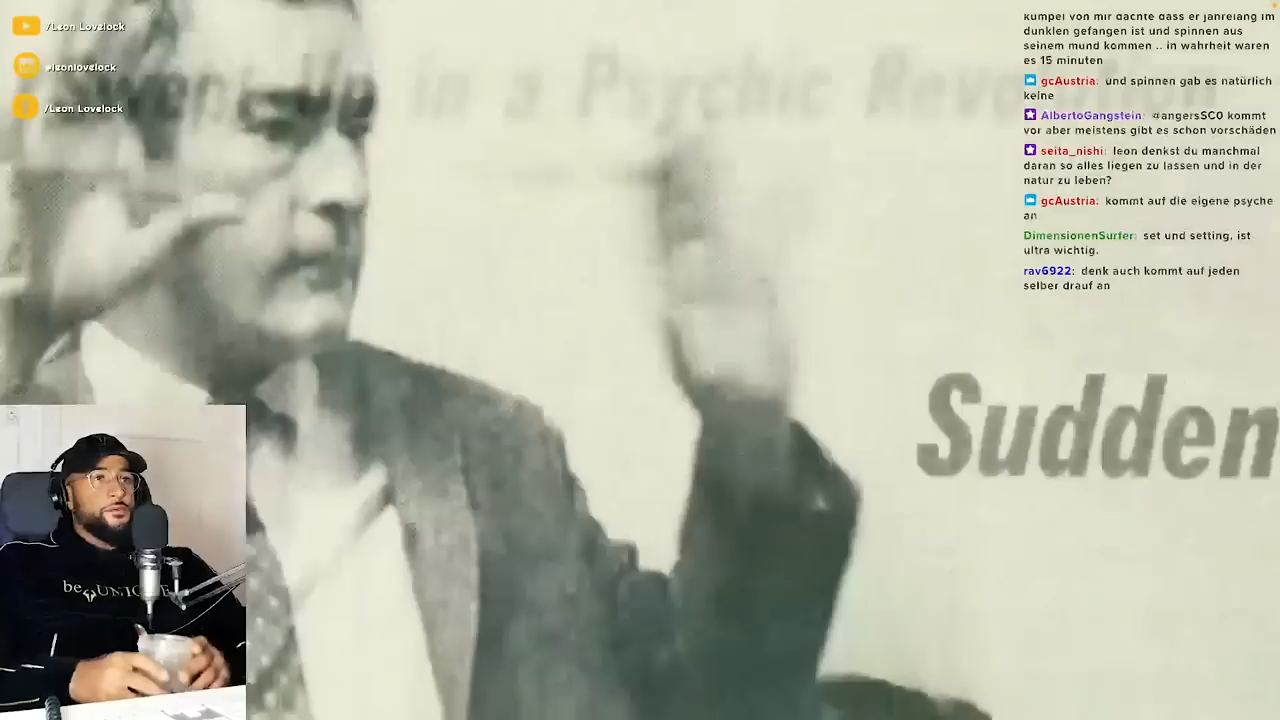 /Leon Lovelock
@leonlovelock
/Leon Lovelock
in a Psychic
Sudden
kumpel von mir dachte dass er jahrelang im
dunklen gefangen ist und spinnen aus
seinem mund kommen .. in wahrheit waren
es 15 minuten
gcAustria: und spinnen gab es natürlich
keine
AlbertoGangstein: @angersSC0 kommt
vor aber meistens gibt es schon vorschäden
seita_nishi: leon denkst du manchmal
daran so alles liegen zu lassen und in der
natur zu leben?
gcAustria: kommt auf die eigene psyche
an
DimensionenSurfer: set und setting, ist
ultra wichtig.
rav6922: denk auch kommt auf jeden
selber drauf an
be UNIQUE